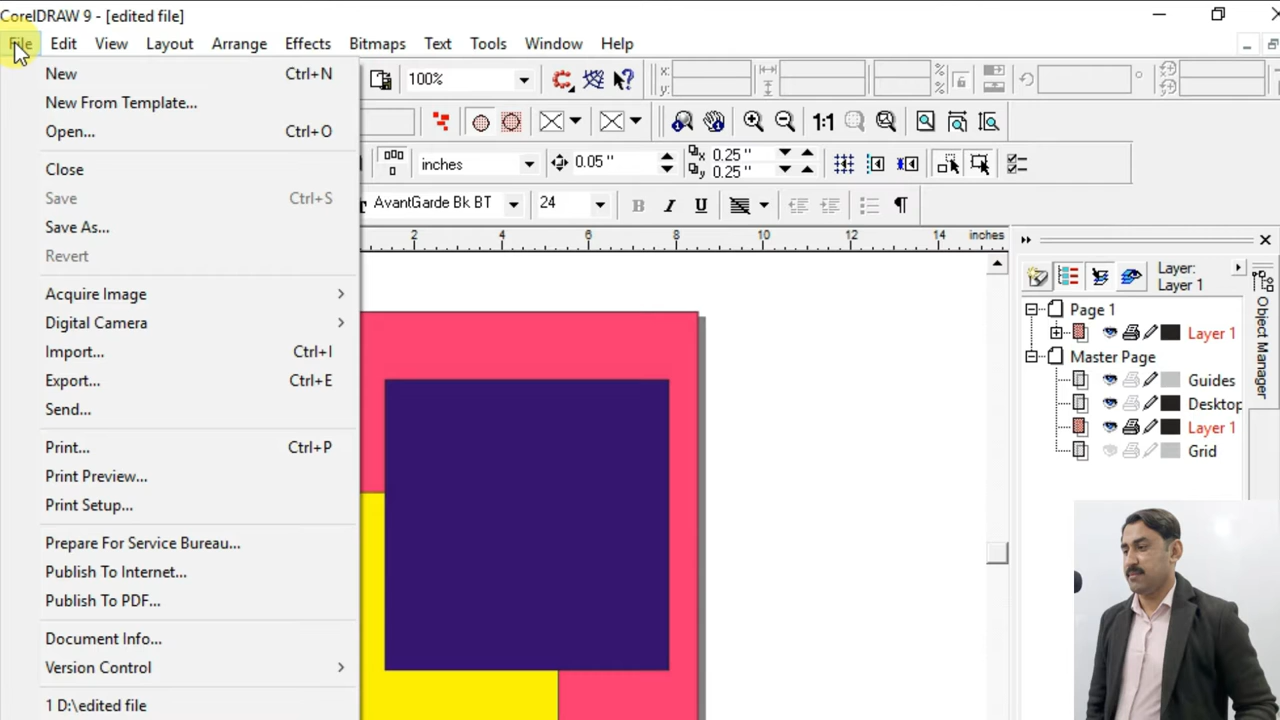 CorelDRAW 9 - [edited file]
File Edit View Layout Arrange Effects Bitmaps Text Tools Window Help
New Ctrl+N
New From Template...
Open... Ctrl+O
Close
Save Ctrl+S
Save As...
Revert
Acquire Image
Digital Camera
Import... Ctrl+I
Export... Ctrl+E
Send...
Print... Ctrl+P
Print Preview...
Print Setup...
Prepare For Service Bureau...
Publish To Internet...
Publish To PDF...
Document Info...
Version Control
1 D:\edited file
100%
x:
y:
%
%
1:1
inches
0.05 "
x 0.25 "
y 0.25 "
AvantGarde Bk BT 24 B I U
2 4 6 8 10 12 14 inches
Layer:
Layer 1
Page 1
Layer 1
Master Page
Guides
Desktop
Layer 1
Grid
Object Manager